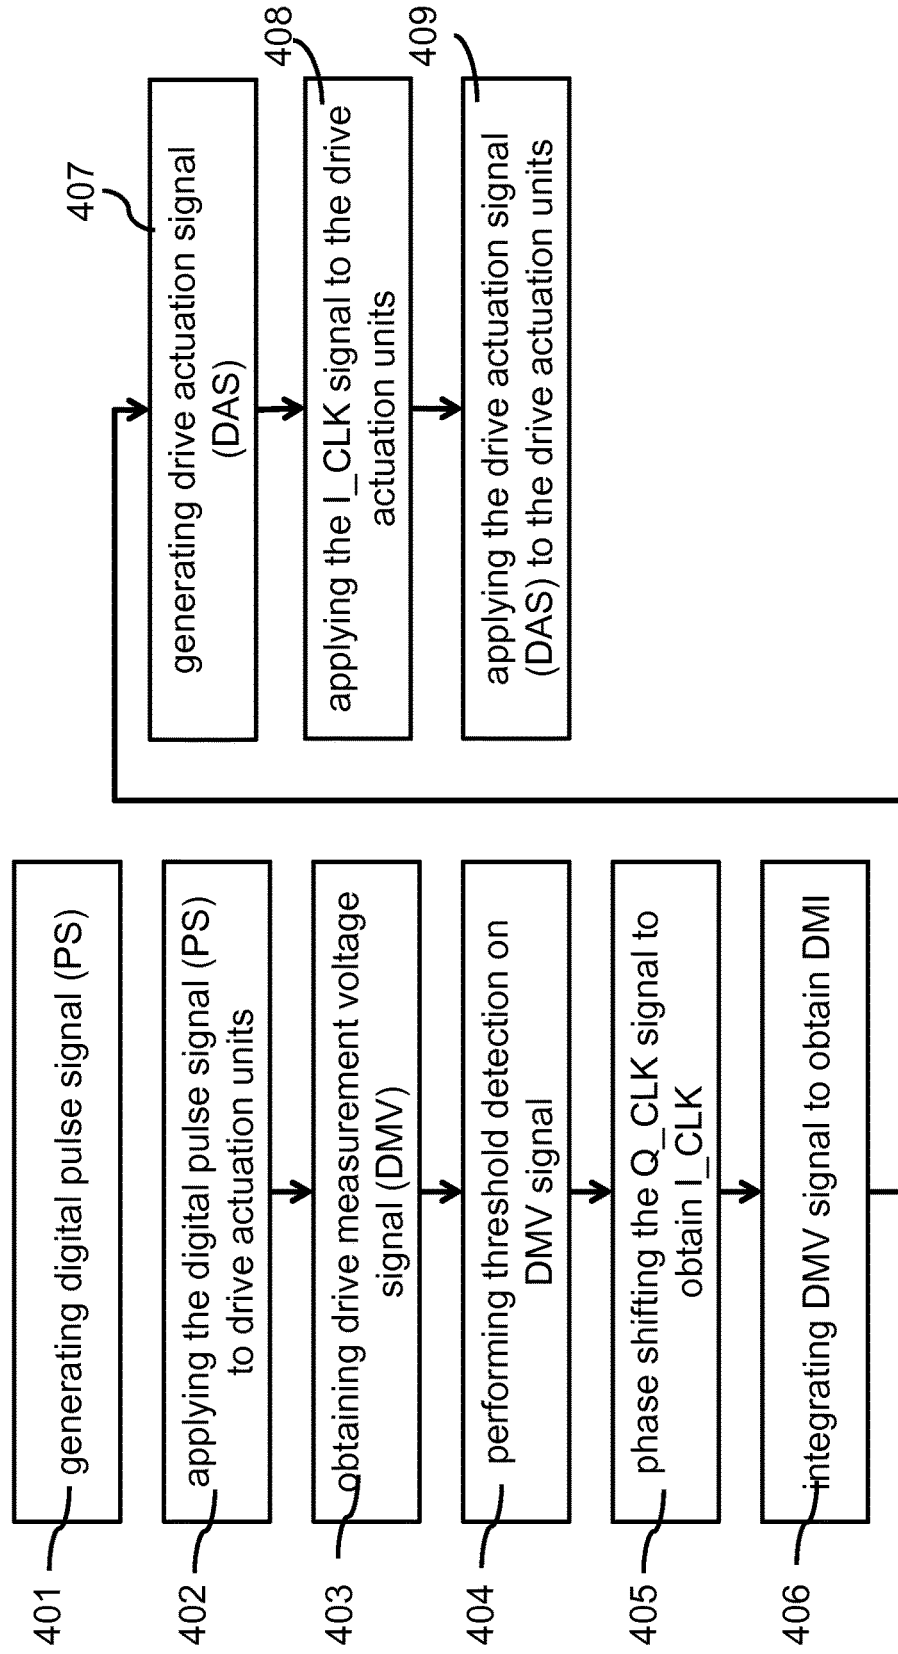 401
generating digital pulse signal (PS)
402
applying the digital pulse signal (PS)
to drive actuation units
403
obtaining drive measurement voltage
signal (DMV)
404
performing threshold detection on
DMV signal
405
phase shifting the Q_CLK signal to
obtain I_CLK
406
integrating DMV signal to obtain DMI
407
generating drive actuation signal
(DAS)
408
applying the I_CLK signal to the drive
actuation units
409
applying the drive actuation signal
(DAS) to the drive actuation units